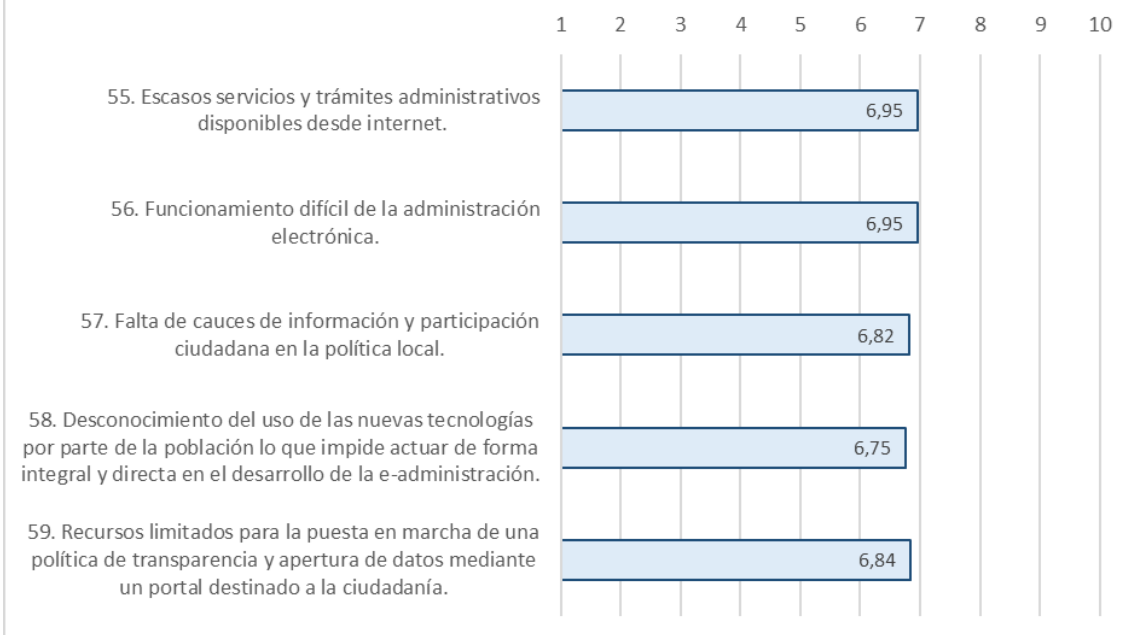 1 2 3 4 5 6 7 8 9 10
55. Escasos servicios y trámites administrativos
disponibles desde internet.
6,95
56. Funcionamiento difícil de la administración
electrónica.
6,95
57. Falta de cauces de información y participación
ciudadana en la política local.
6,82
58. Desconocimiento del uso de las nuevas tecnologías
por parte de la población lo que impide actuar de forma
integral y directa en el desarrollo de la e-administración.
6,75
59. Recursos limitados para la puesta en marcha de una
política de transparencia y apertura de datos mediante
un portal destinado a la ciudadanía.
6,84